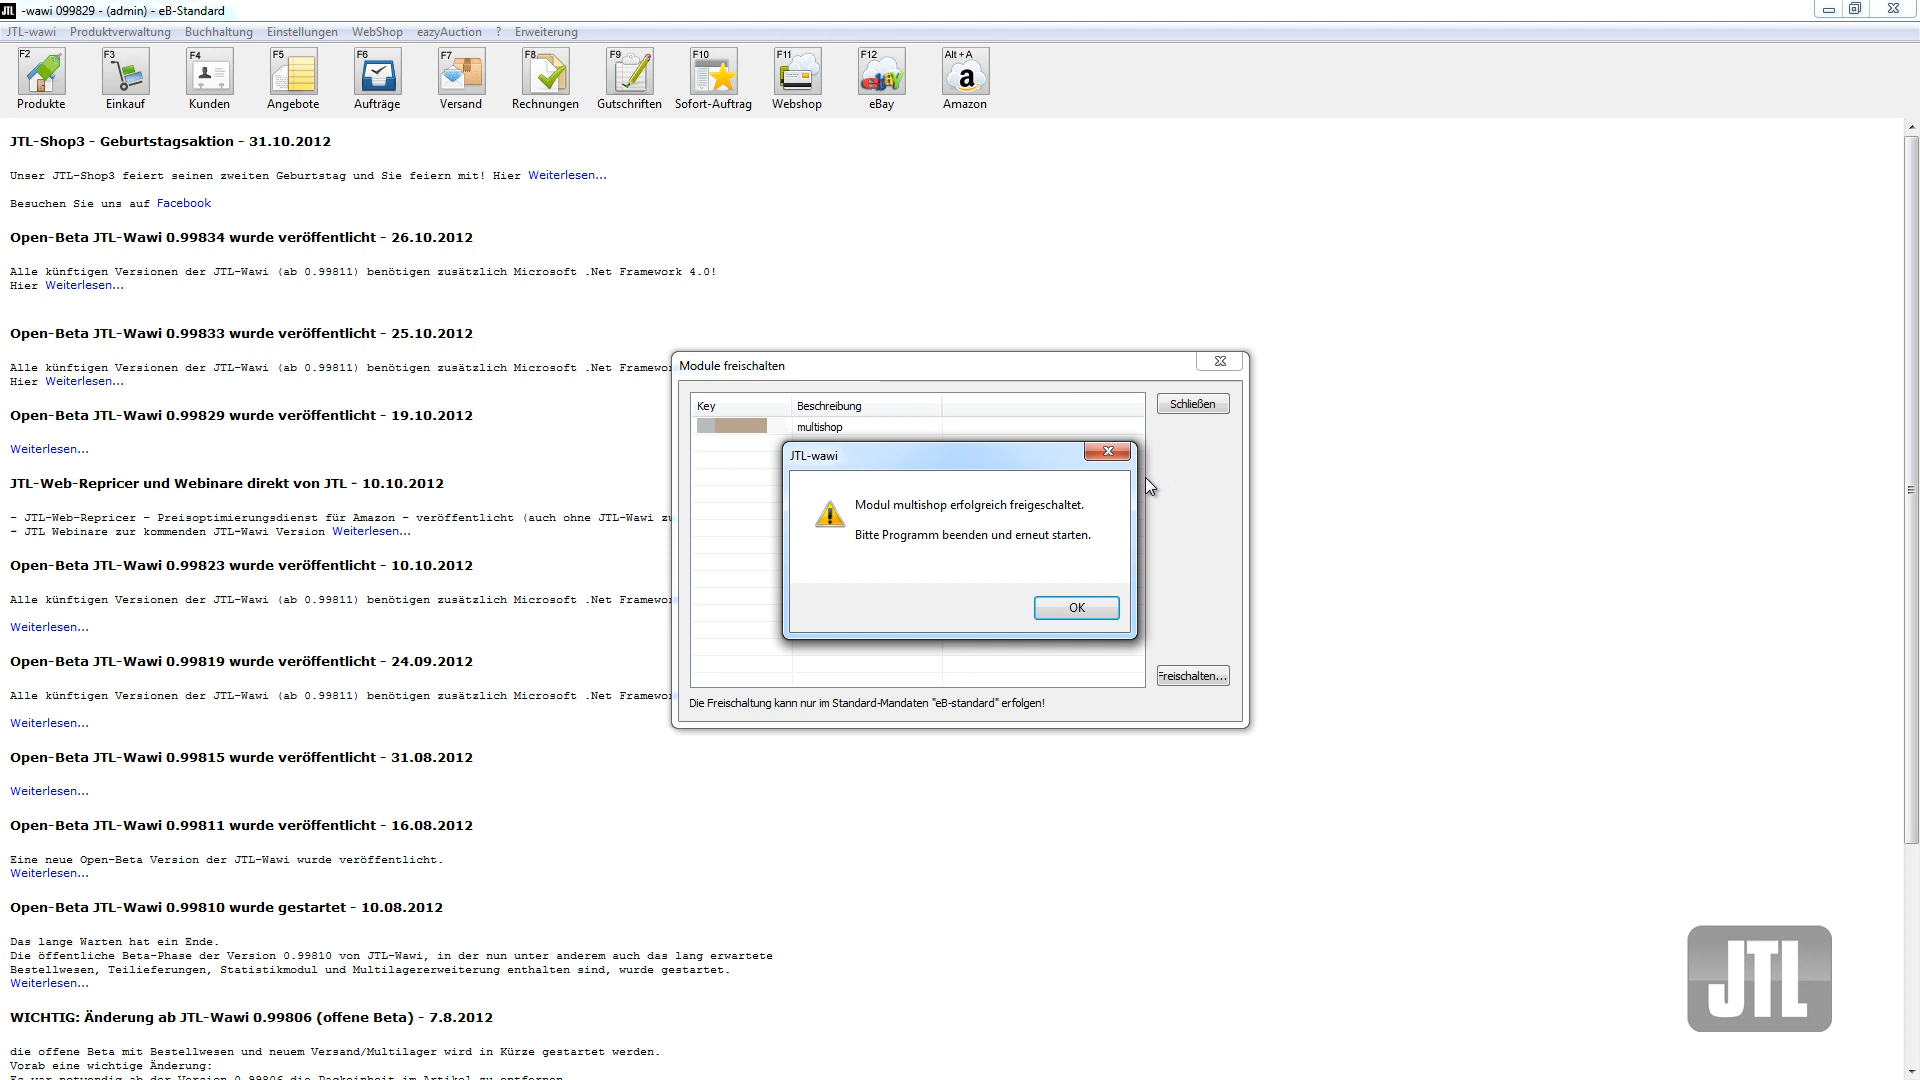 JTL -wawi 099829 - (admin) - eB-Standard
JTL-wawi Produktverwaltung Buchhaltung Einstellungen WebShop eazyAuction ? Erweiterung
F2 F3 F4 F5 F6 F7 F8 F9 F10 F11 F12 Alt+A
Produkte Einkauf Kunden Angebote Aufträge Versand Rechnungen Gutschriften Sofort-Auftrag Webshop eBay Amazon
JTL-Shop3 - Geburtstagsaktion - 31.10.2012
Unser JTL-Shop3 feiert seinen zweiten Geburtstag und Sie feiern mit! Hier Weiterlesen...
Besuchen Sie uns auf Facebook
Open-Beta JTL-Wawi 0.99834 wurde veröffentlicht - 26.10.2012
Alle künftigen Versionen der JTL-Wawi (ab 0.99811) benötigen zusätzlich Microsoft .Net Framework 4.0!
Hier Weiterlesen...
Open-Beta JTL-Wawi 0.99833 wurde veröffentlicht - 25.10.2012
Alle künftigen Versionen der JTL-Wawi (ab 0.99811) benötigen zusätzlich Microsoft .Net
Hier Weiterlesen...
Open-Beta JTL-Wawi 0.99829 wurde veröffentlicht - 19.10.2012
Weiterlesen...
JTL-Web-Repricer und Webinare direkt von JTL - 10.10.2012
- JTL-Web-Repricer - Preisoptimierungsdienst für Amazon - veröffentlicht (auch ohne JTL-Wawi
- JTL Webinare zur kommenden JTL-Wawi Version Weiterlesen...
Open-Beta JTL-Wawi 0.99823 wurde veröffentlicht - 10.10.2012
Alle künftigen Versionen der JTL-Wawi (ab 0.99811) benötigen zusätzlich Microsoft .Net
Weiterlesen...
Open-Beta JTL-Wawi 0.99819 wurde veröffentlicht - 24.09.2012
Alle künftigen Versionen der JTL-Wawi (ab 0.99811) benötigen zusätzlich Microsoft .Net
Weiterlesen...
Open-Beta JTL-Wawi 0.99815 wurde veröffentlicht - 31.08.2012
Weiterlesen...
Open-Beta JTL-Wawi 0.99811 wurde veröffentlicht - 16.08.2012
Eine neue Open-Beta Version der JTL-Wawi wurde veröffentlicht.
Weiterlesen...
Open-Beta JTL-Wawi 0.99810 wurde gestartet - 10.08.2012
Das lange Warten hat ein Ende.
Die öffentliche Beta-Phase der Version 0.99810 von JTL-Wawi, in der nun unter anderem auch das lang erwartete
Bestellwesen, Teilieferungen, Statistikmodul und Multilagererweiterung enthalten sind, wurde gestartet.
Weiterlesen...
WICHTIG: Änderung ab JTL-Wawi 0.99806 (offene Beta) - 7.8.2012
die offene Beta mit Bestellwesen und neuem Versand/Multilager wird in Kürze gestartet werden.
Vorab eine wichtige Änderung:
Module freischalten
Key Beschreibung
multishop
Schließen
JTL-wawi
Modul multishop erfolgreich freigeschaltet.
Bitte Programm beenden und erneut starten.
OK
Freischalten...
Die Freischaltung kann nur im Standard-Mandaten "eB-standard" erfolgen!
JTL